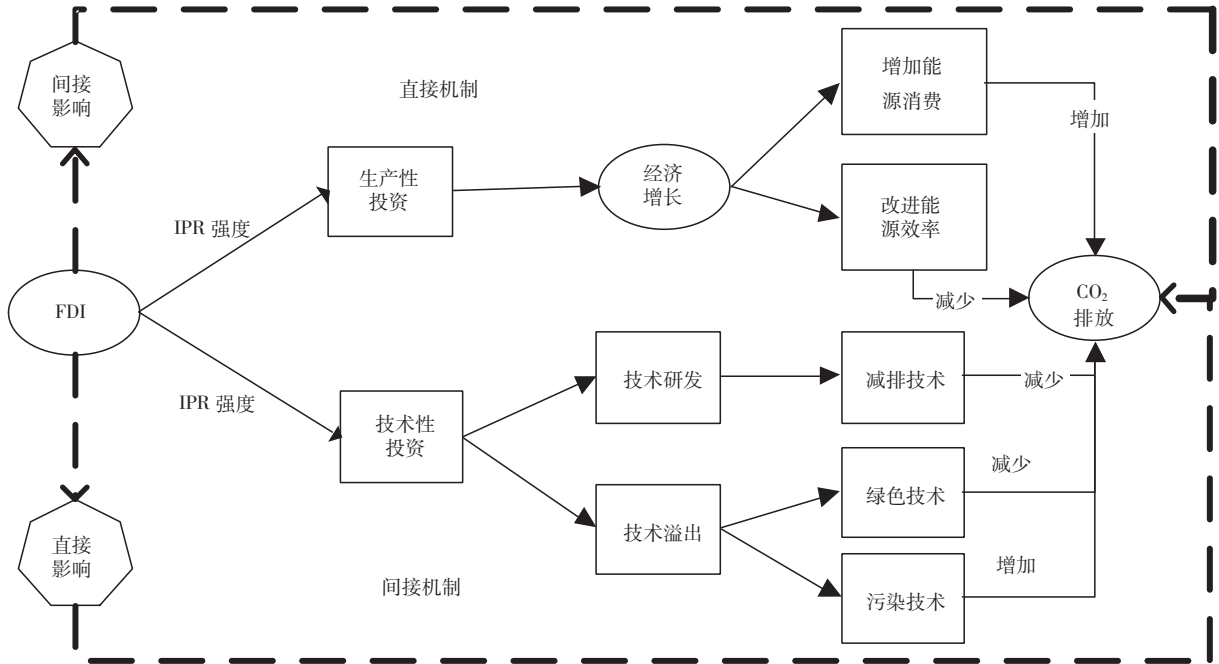 间接
影响
直接机制
增加能
源消费
增加
生产性
投资
经济
增长
改进能
源效率
IPR 强度
FDI
减少
CO₂
排放
IPR 强度
技术性
投资
技术研发
减排技术
减少
减少
绿色技术
直接
影响
技术溢出
间接机制
增加
污染技术